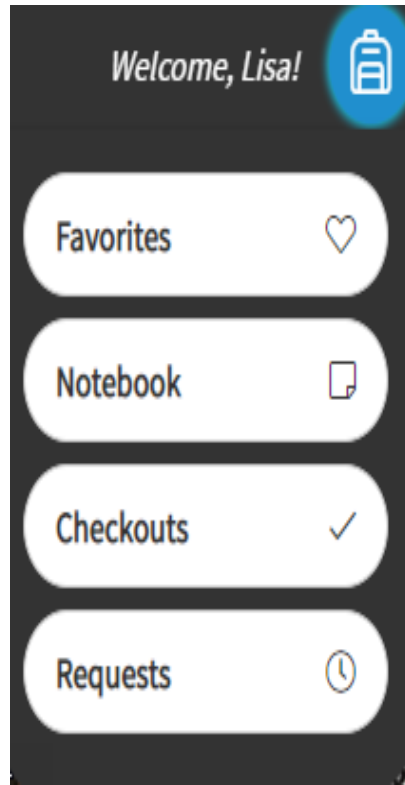 Welcome, Lisa!
Favorites
Notebook
Checkouts
Requests